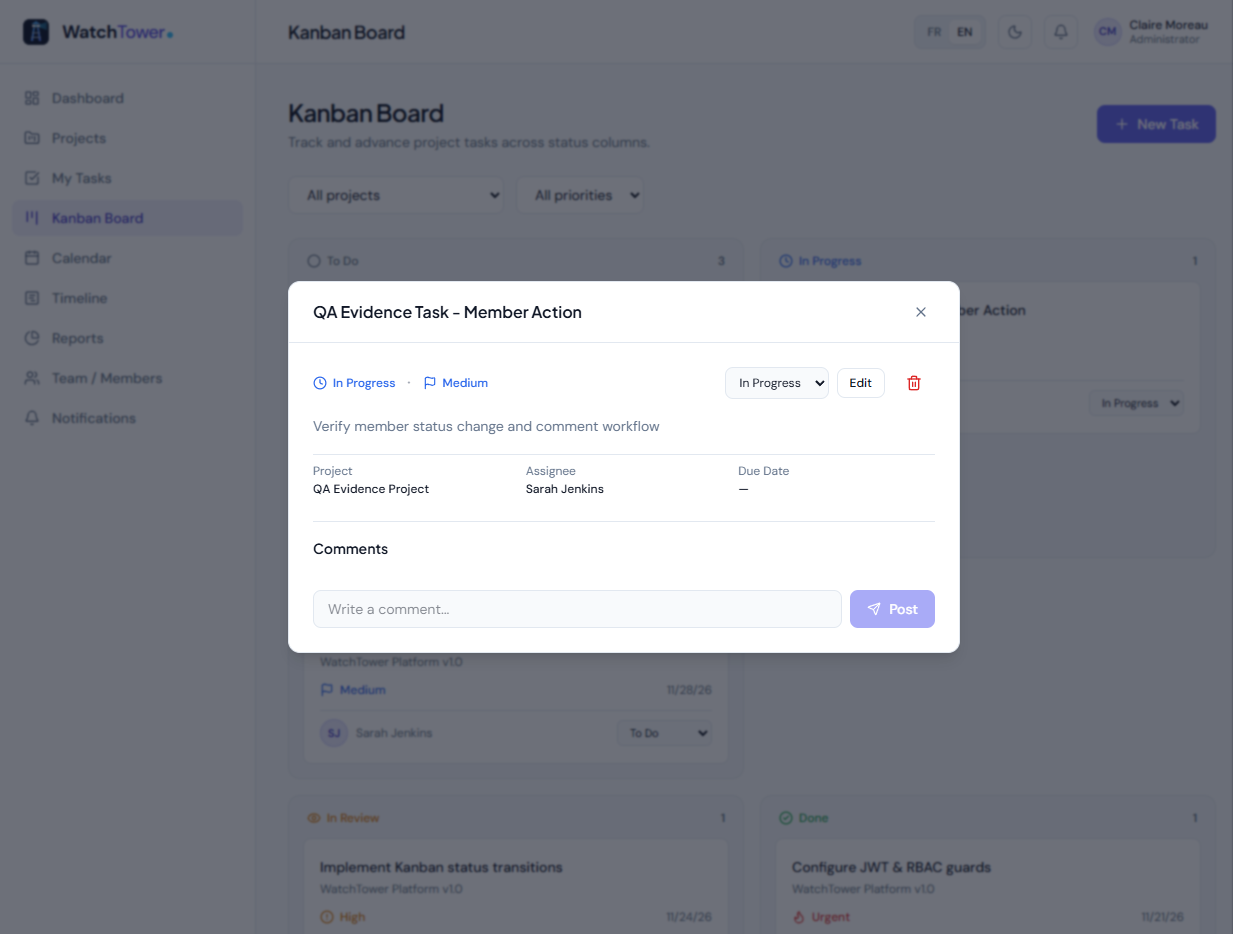 WatchTower
Kanban Board
FR EN
CM
Claire Moreau
Administrator
Dashboard
Projects
My Tasks
Kanban Board
Calendar
Timeline
Reports
Team / Members
Notifications
Kanban Board
Track and advance project tasks across status columns.
+ New Task
All projects
All priorities
To Do 3
In Progress 1
ber Action
In Progress
QA Evidence Task - Member Action
In Progress · Medium
In Progress
Edit
Verify member status change and comment workflow
Project
QA Evidence Project
Assignee
Sarah Jenkins
Due Date
—
Comments
Write a comment...
Post
WatchTower Platform v1.0
Medium 11/28/26
SJ Sarah Jenkins To Do
In Review 1
Implement Kanban status transitions
WatchTower Platform v1.0
High 11/24/26
Done 1
Configure JWT & RBAC guards
WatchTower Platform v1.0
Urgent 11/21/26